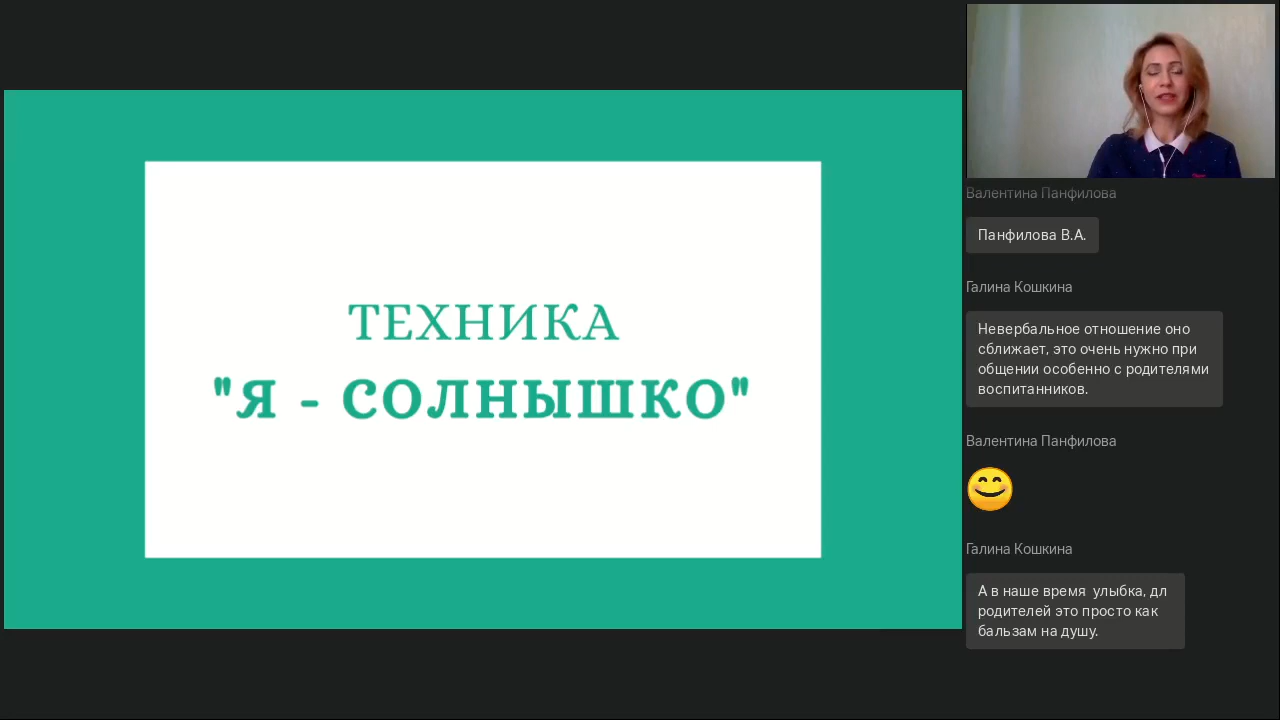 ТЕХНИКА
"Я - СОЛНЫШКО"
Валентина Панфилова
Панфилова В.А.
Галина Кошкина
Невербальное отношение оно
сближает, это очень нужно при
общении особенно с родителями
воспитанников.
Валентина Панфилова
Галина Кошкина
А в наше время  улыбка, дл
родителей это просто как
бальзам на душу.